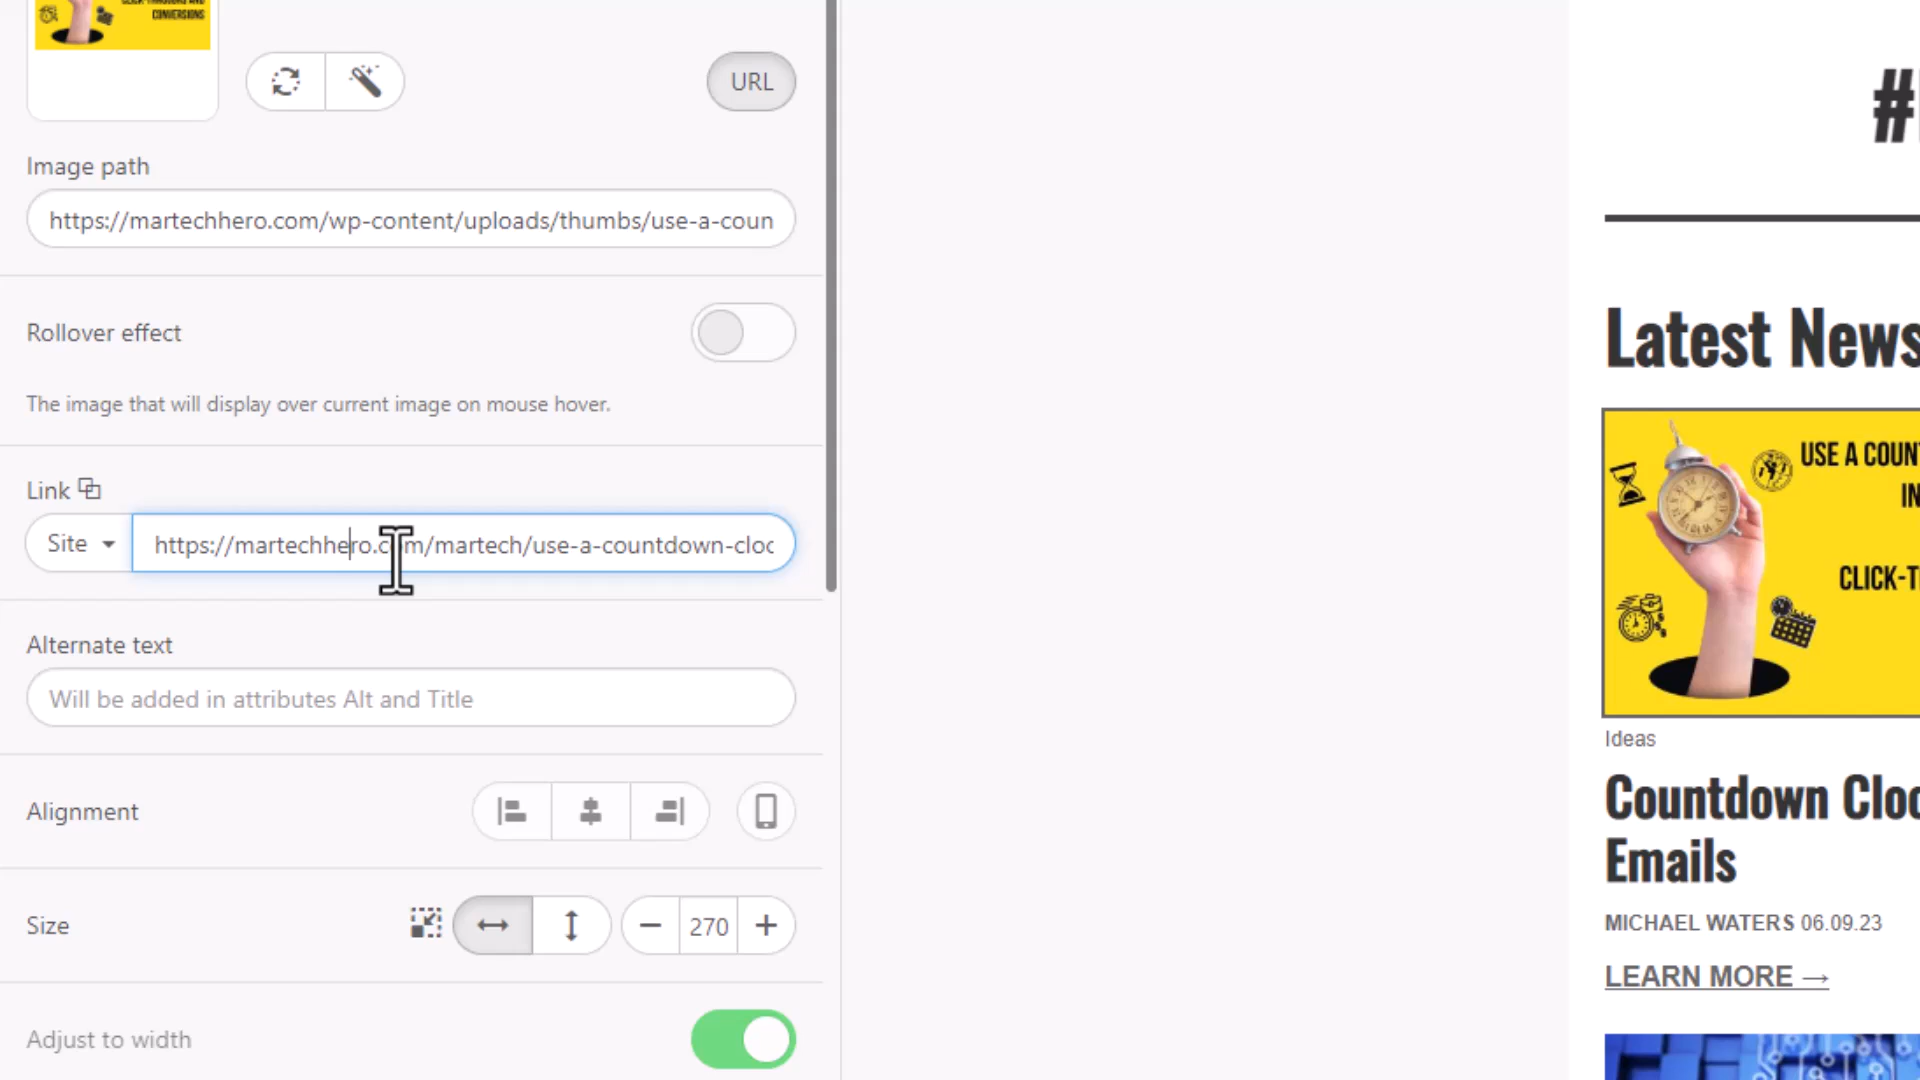 CONVERSIONS
URL
Image path
https://martechhero.com/wp-content/uploads/thumbs/use-a-coun
Rollover effect
The image that will display over current image on mouse hover.
Link
Site
https://martechhero.com/martech/use-a-countdown-cloc
Alternate text
Will be added in attributes Alt and Title
Alignment
Size
270
Adjust to width
#
Latest News
USE A COUN
IN
CLICK-T
Ideas
Countdown Cloc
Emails
MICHAEL WATERS 06.09.23
LEARN MORE →